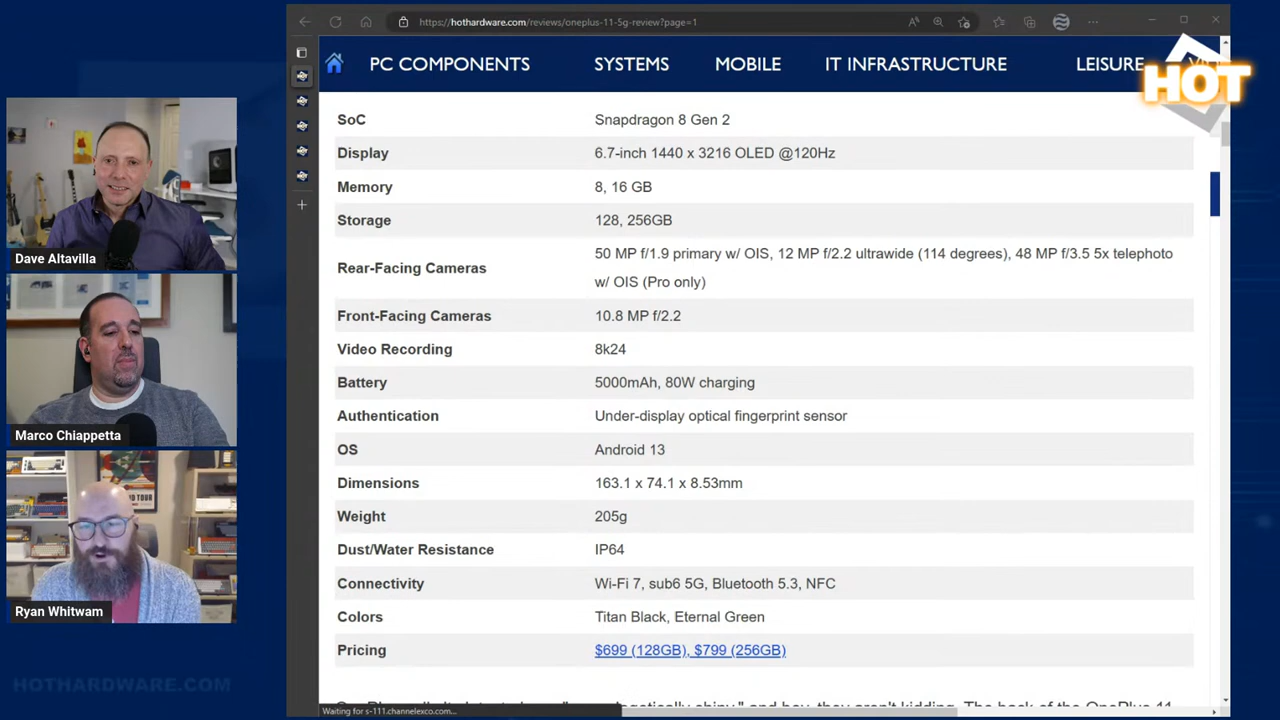 https://hothardware.com/reviews/oneplus-11-5g-review?page=1
PC COMPONENTS SYSTEMS MOBILE IT INFRASTRUCTURE LEISURE
HOT
SoC Snapdragon 8 Gen 2
Display 6.7-inch 1440 x 3216 OLED @120Hz
Memory 8, 16 GB
Storage 128, 256GB
Rear-Facing Cameras 50 MP f/1.9 primary w/ OIS, 12 MP f/2.2 ultrawide (114 degrees), 48 MP f/3.5 5x telephoto
w/ OIS (Pro only)
Front-Facing Cameras 10.8 MP f/2.2
Video Recording 8k24
Battery 5000mAh, 80W charging
Authentication Under-display optical fingerprint sensor
OS Android 13
Dimensions 163.1 x 74.1 x 8.53mm
Weight 205g
Dust/Water Resistance IP64
Connectivity Wi-Fi 7, sub6 5G, Bluetooth 5.3, NFC
Colors Titan Black, Eternal Green
Pricing $699 (128GB), $799 (256GB)
Waiting for s-111.channelexco.com...
Dave Altavilla
Marco Chiappetta
Ryan Whitwam
HOTHARDWARE.COM